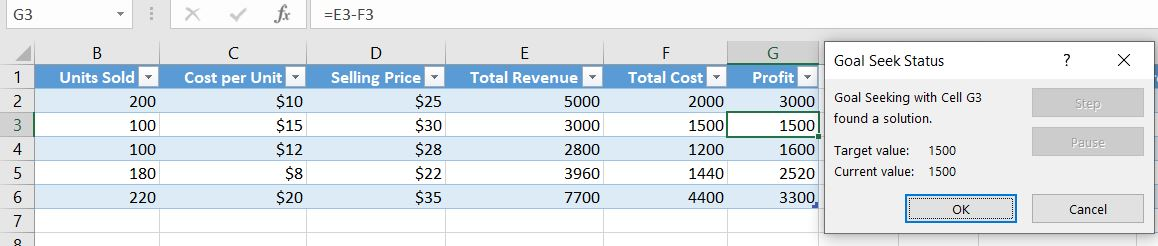 G3 fx =E3-F3
B C D E F G
1 Units Sold Cost per Unit Selling Price Total Revenue Total Cost Profit
2 200 $10 $25 5000 2000 3000
3 100 $15 $30 3000 1500 1500
4 100 $12 $28 2800 1200 1600
5 180 $8 $22 3960 1440 2520
6 220 $20 $35 7700 4400 3300
7
8
Goal Seek Status ?
Goal Seeking with Cell G3
found a solution.
Target value: 1500
Current value: 1500
Step
Pause
OK Cancel